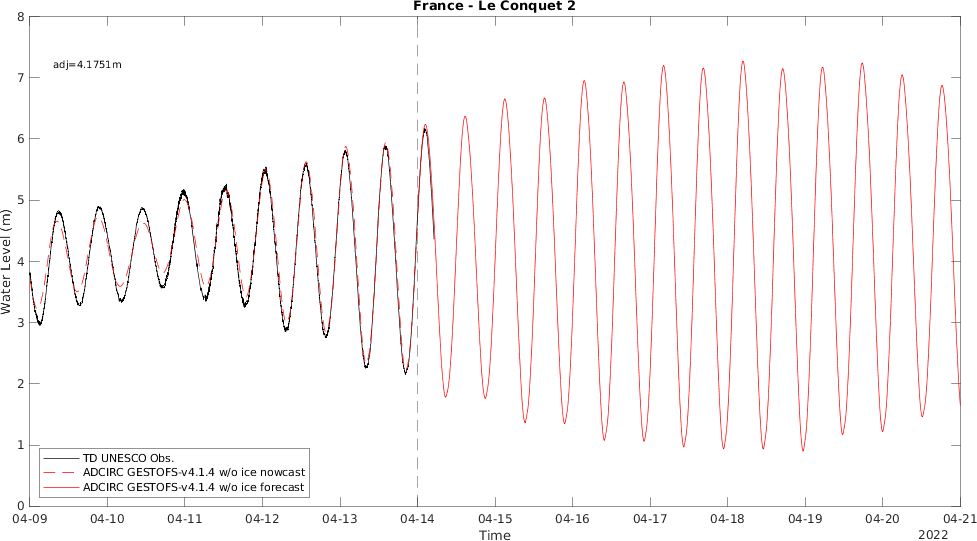 France - Le Conquet 2
adj=4.1751m
8
7
6
5
4
3
2
1
0
Water Level (m)
TD UNESCO Obs.
ADCIRC GESTOFS-v4.1.4 w/o ice nowcast
ADCIRC GESTOFS-v4.1.4 w/o ice forecast
04-09 04-10 04-11 04-12 04-13 04-14 04-15 04-16 04-17 04-18 04-19 04-20 04-21
Time
2022